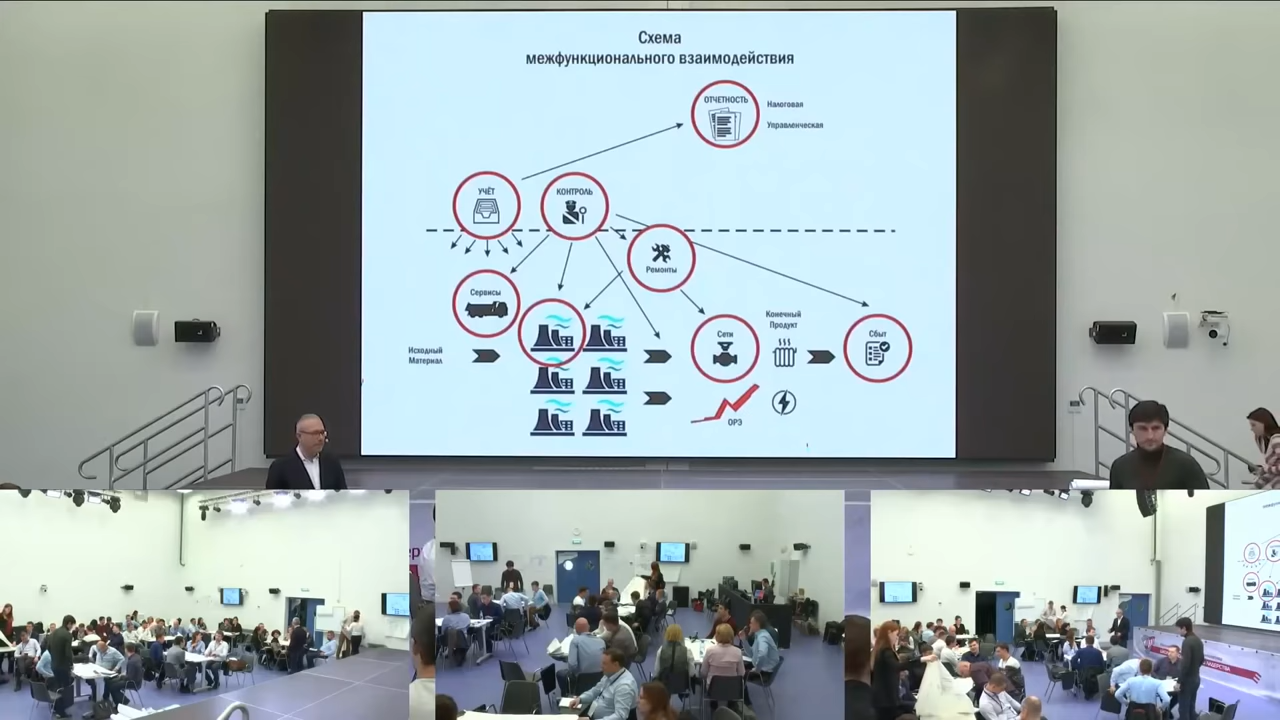 Схема
межфункционального взаимодействия
ОТЧЕТНОСТЬ
Налоговая
Управленческая
УЧЁТ
КОНТРОЛЬ
Ремонты
Сервисы
Исходный
Материал
Сети
Конечный
Продукт
Сбыт
ОРЭ